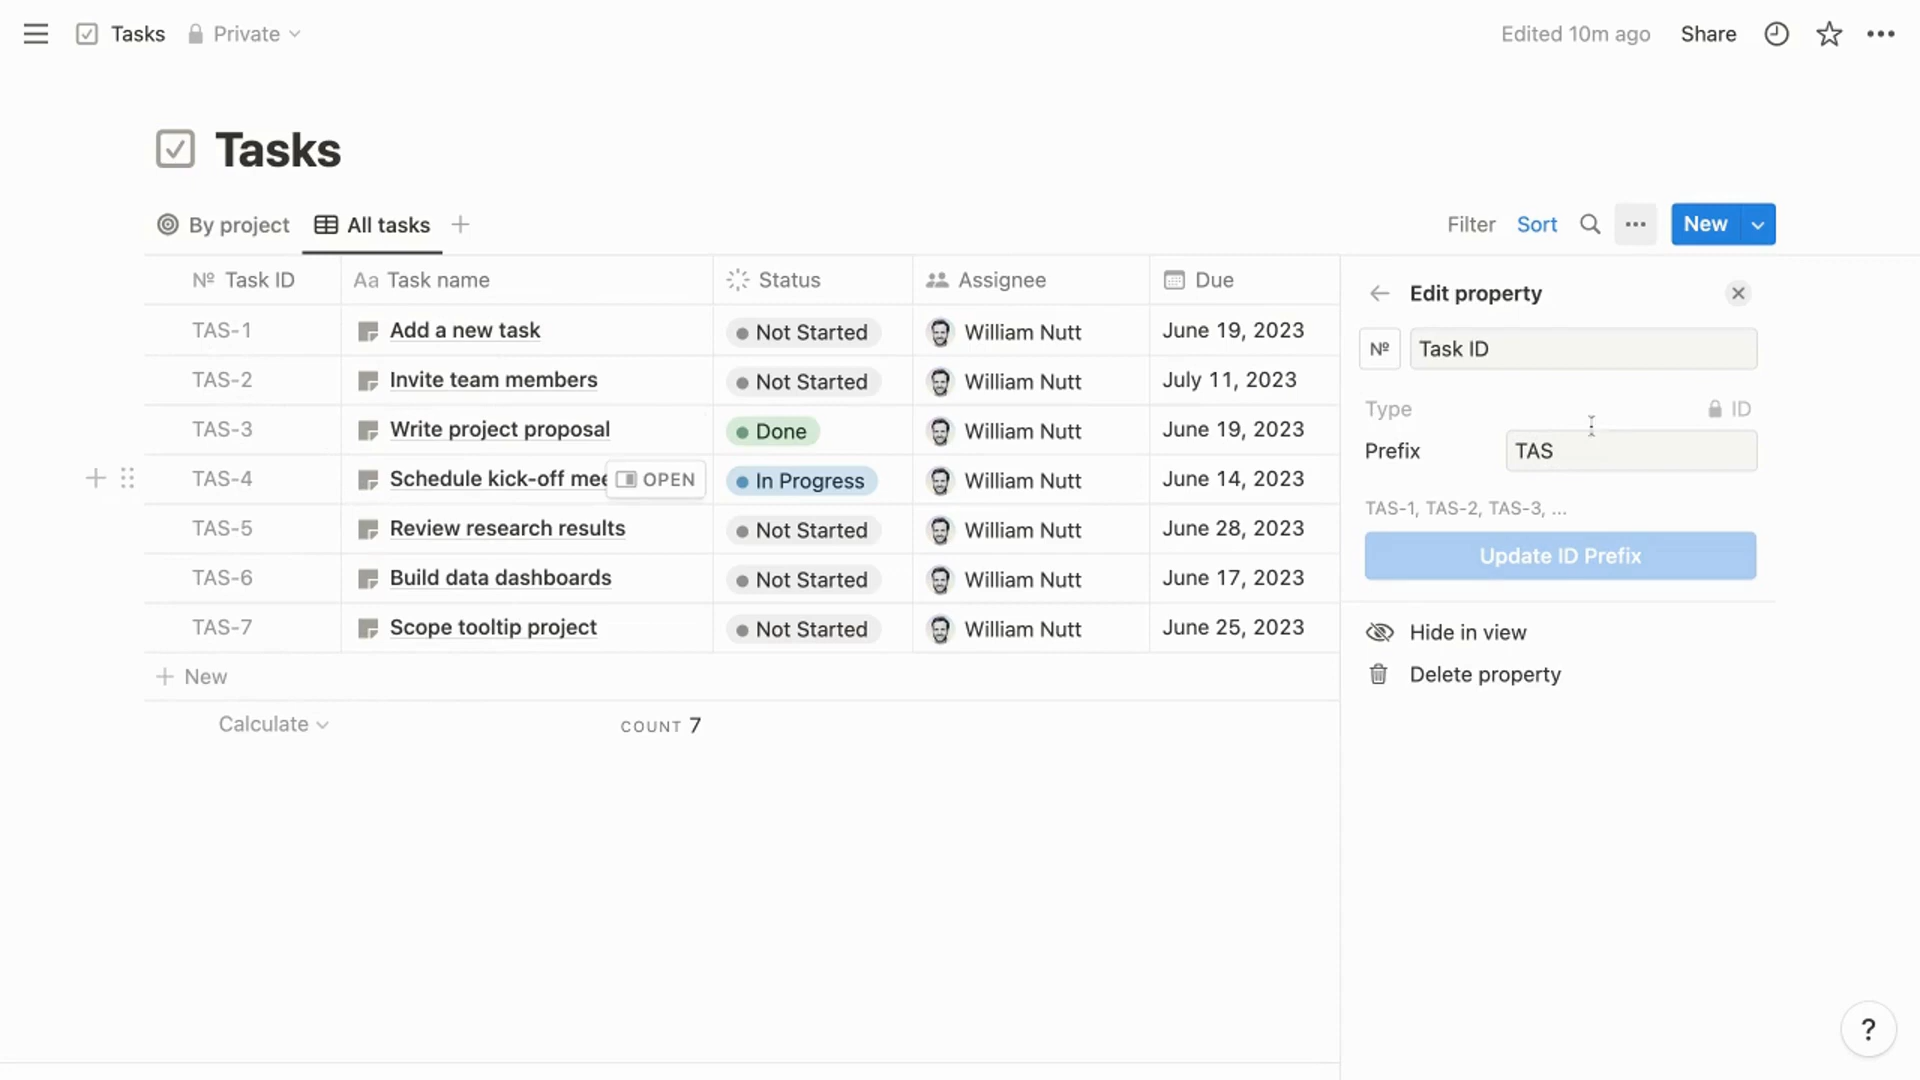 Tasks Private Edited 10m ago Share
Tasks
By project All tasks Filter Sort New
Nº Task ID Aa Task name Status Assignee Due
TAS-1 Add a new task Not Started William Nutt June 19, 2023
TAS-2 Invite team members Not Started William Nutt July 11, 2023
TAS-3 Write project proposal Done William Nutt June 19, 2023
TAS-4 Schedule kick-off mee OPEN In Progress William Nutt June 14, 2023
TAS-5 Review research results Not Started William Nutt June 28, 2023
TAS-6 Build data dashboards Not Started William Nutt June 17, 2023
TAS-7 Scope tooltip project Not Started William Nutt June 25, 2023
+ New
Calculate COUNT 7
Edit property
Nº Task ID
Type ID
Prefix TAS
TAS-1, TAS-2, TAS-3, ...
Update ID Prefix
Hide in view
Delete property
?